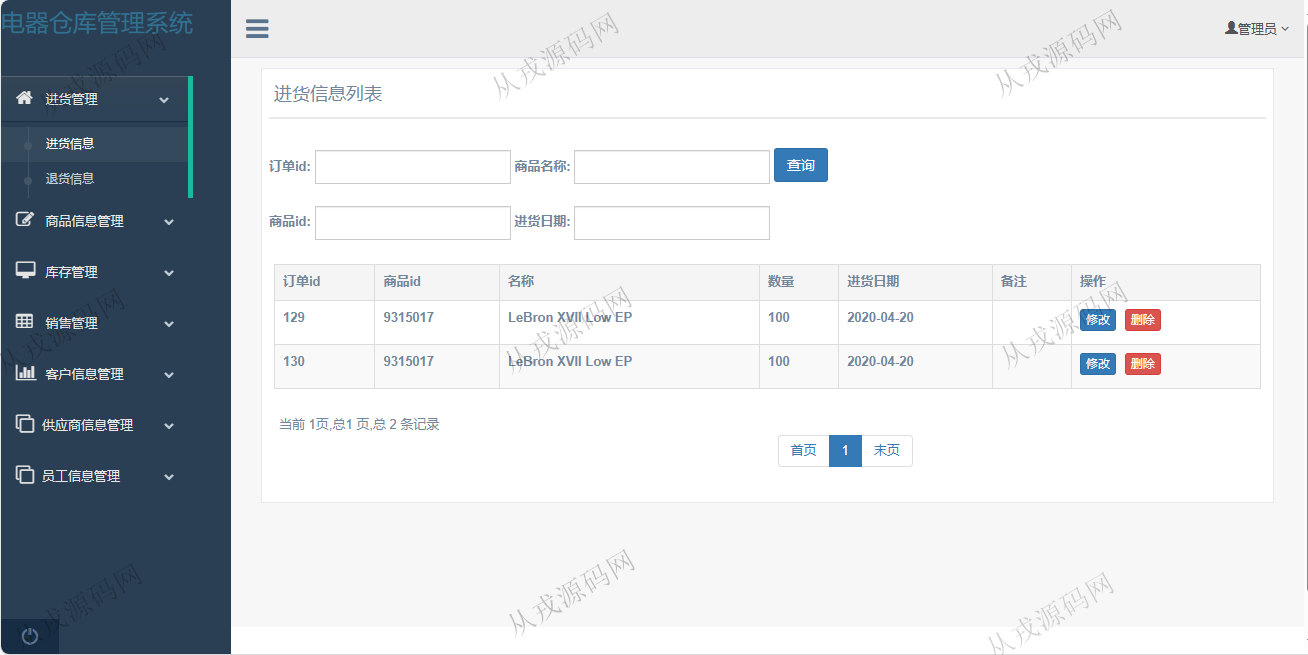 电器仓库管理系统
管理员
进货管理
进货信息
退货信息
商品信息管理
库存管理
销售管理
客户信息管理
供应商信息管理
员工信息管理
进货信息列表
订单id: 商品名称: 查询
商品id: 进货日期:
订单id 商品id 名称 数量 进货日期 备注 操作
129 9315017 LeBron XVII Low EP 100 2020-04-20 修改 删除
130 9315017 LeBron XVII Low EP 100 2020-04-20 修改 删除
当前 1页,总1 页,总 2 条记录
首页 1 末页
从戎源码网
从戎源码网
从戎源码网
从戎源码网
从戎源码网
从戎源码网
从戎源码网
从戎源码网
从戎源码网